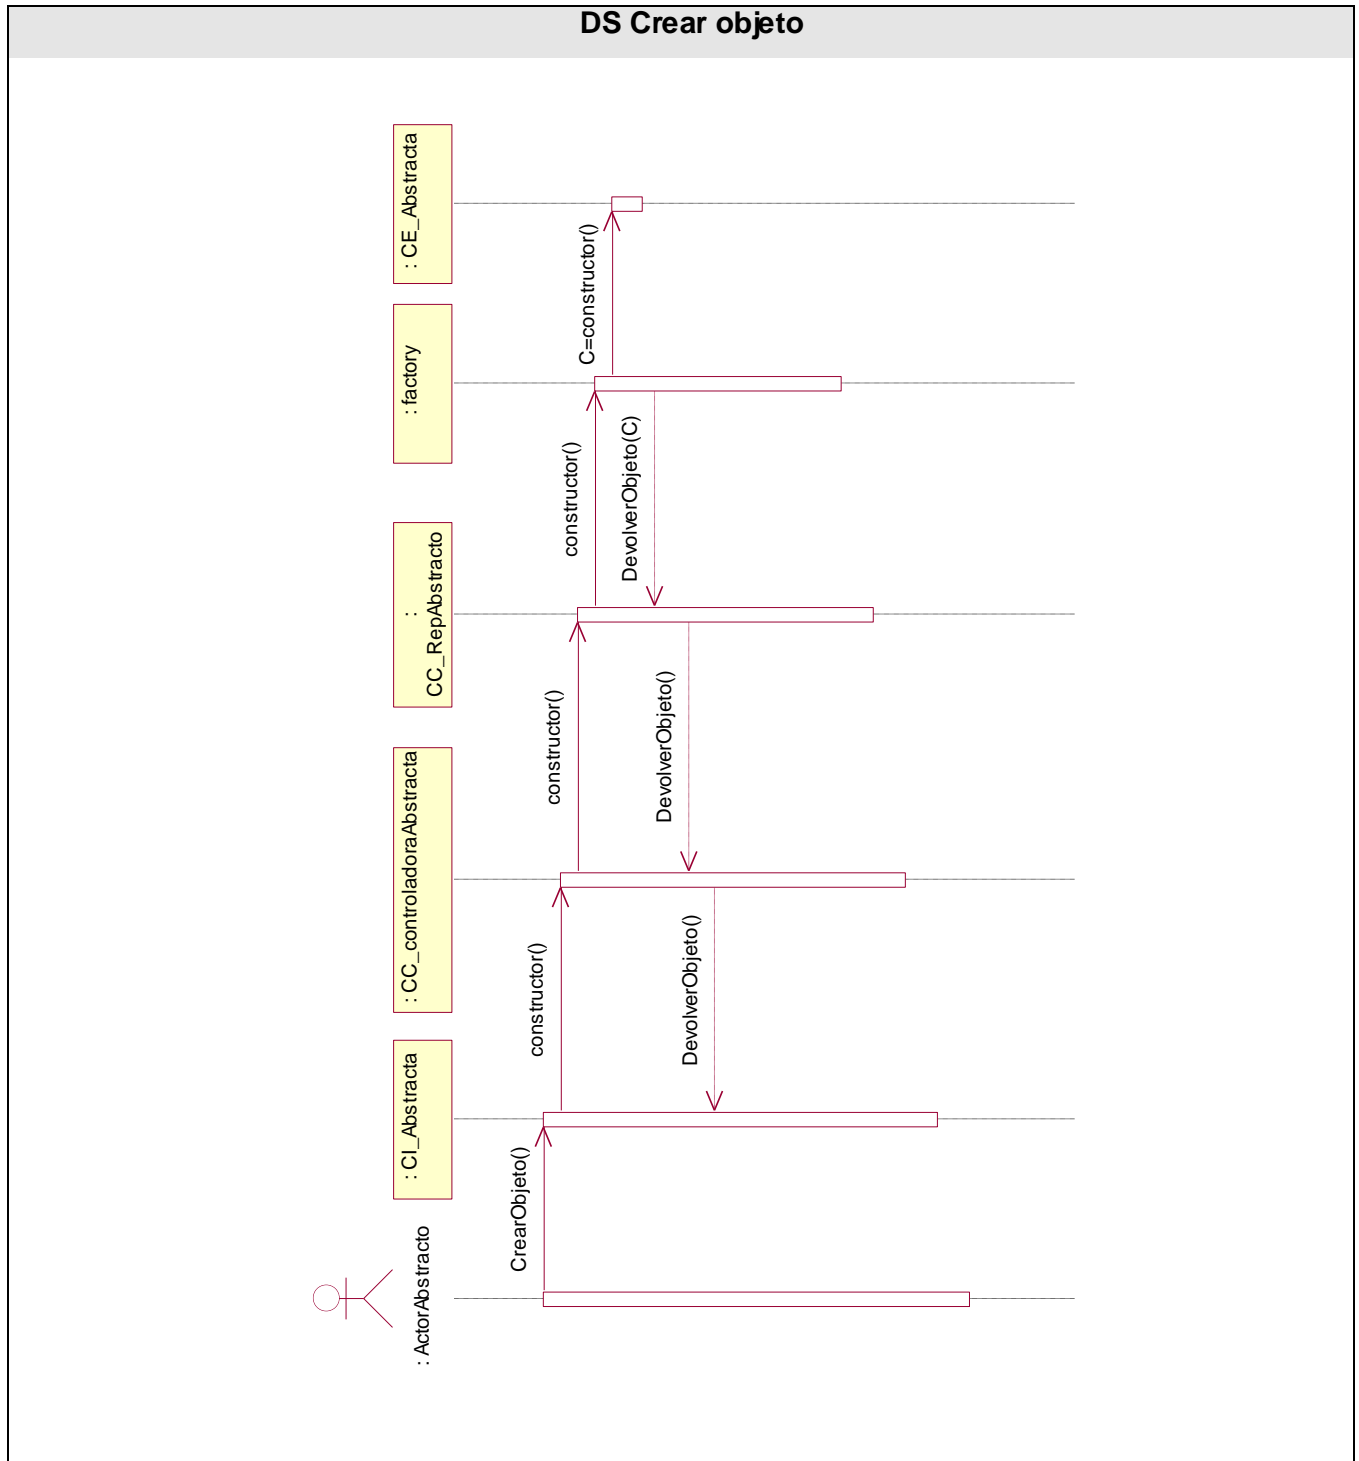 DS Crear objeto
: ActorAbstracto
: CI_Abstracta
: CC_controladoraAbstracta
:
CC_RepAbstracto
: factory
: CE_Abstracta
CrearObjeto()
constructor()
constructor()
constructor()
C=constructor()
DevolverObjeto(C)
DevolverObjeto()
DevolverObjeto()